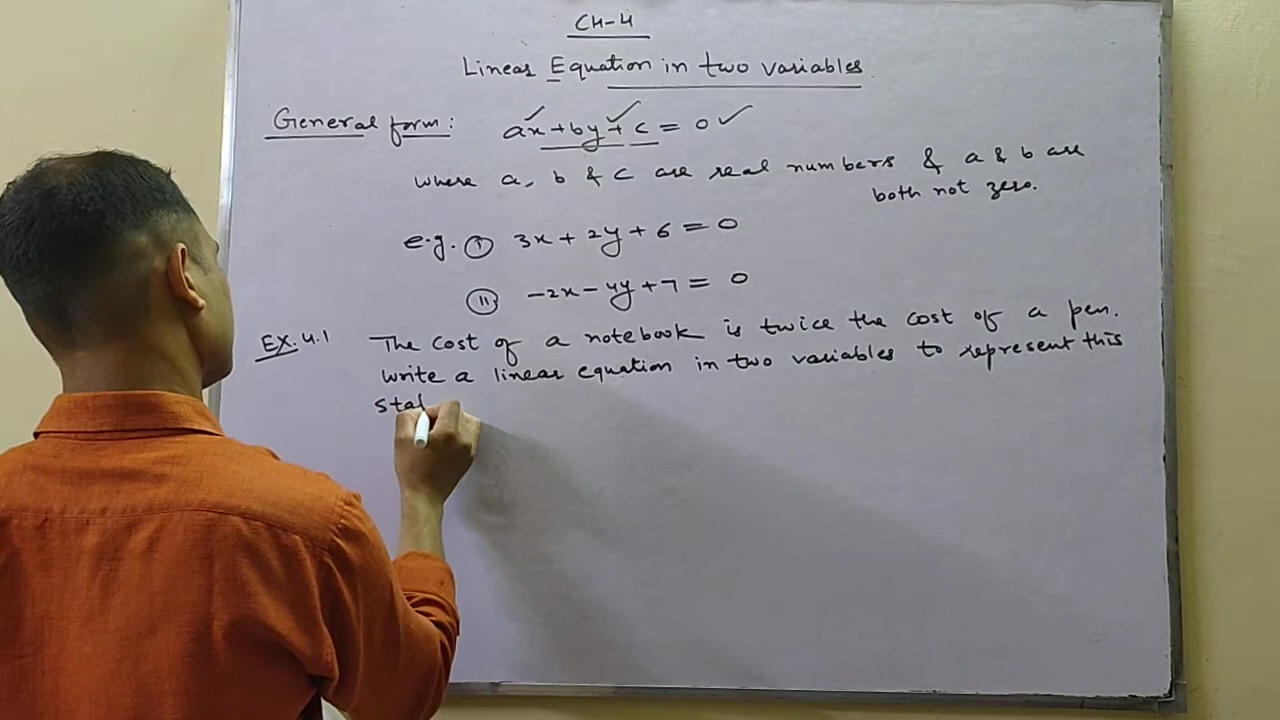 CH-4
Linear Equation in two variables
General form: ax + by + c = 0
where a, b & c are real numbers & a & b are
both not zero.
e.g. (i) 3x + 2y + 6 = 0
(ii) -2x - 4y + 7 = 0
EX. 4.1 The cost of a notebook is twice the cost of a pen.
write a linear equation in two variables to represent this